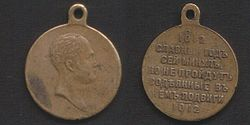 1812
СЛАВНЫЙ ГОДЪ
СЕЙ МИНУЛЪ,
НО НЕ ПРОЙДУТЪ
СОДѢЯННЫЕ ВЪ
НЕМЪ ПОДВИГИ
1912